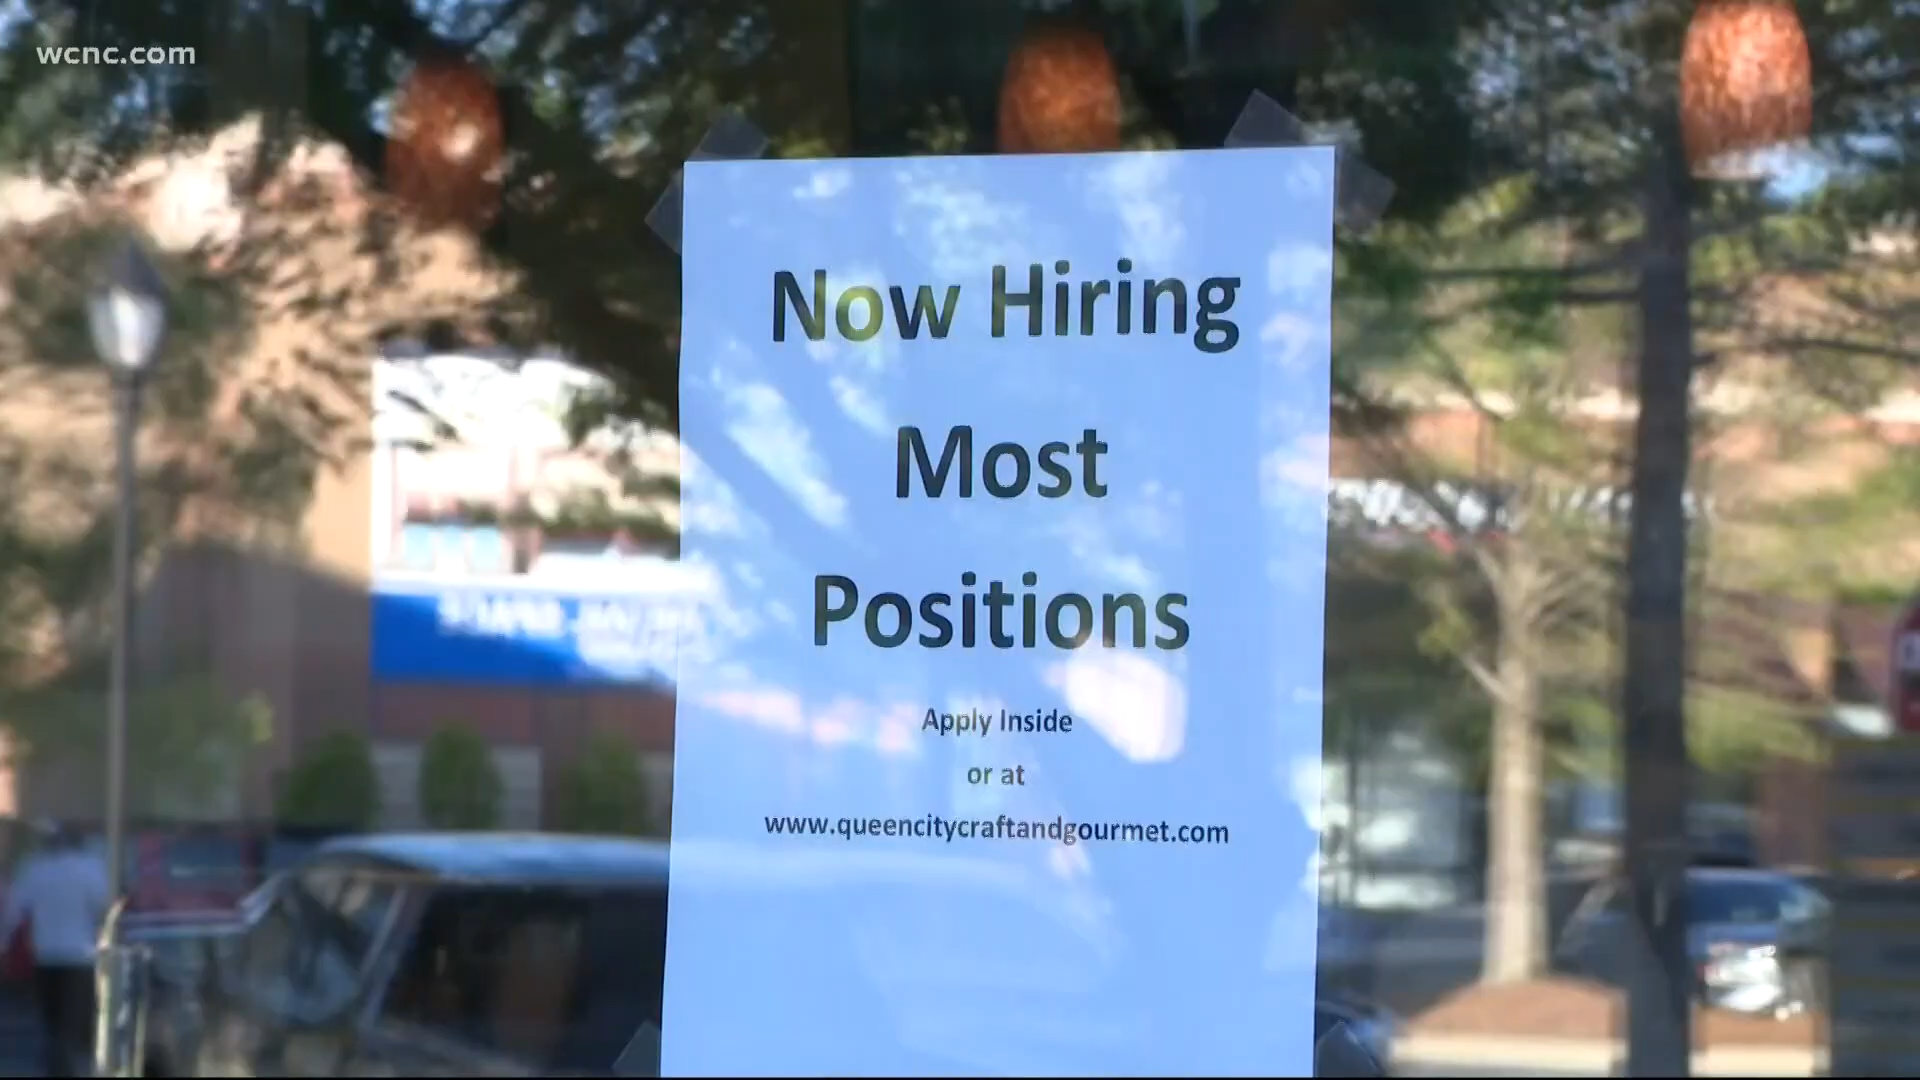 wcnc.com
Now Hiring
Most
Positions
Apply Inside
or at
www.queencitycraftandgourmet.com